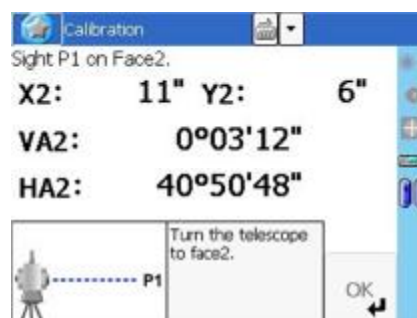 Calibration
Sight P1 on Face2.
X2: 11" Y2: 6"
VA2: 0°03'12"
HA2: 40°50'48"
Turn the telescope
to face2.
P1
OK